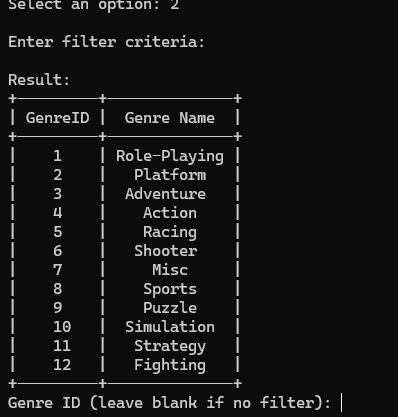 Select an option: 2
Enter filter criteria:
Result:
+---------+--------------+
| GenreID |  Genre Name  |
+---------+--------------+
|    1    | Role-Playing |
|    2    |   Platform   |
|    3    |  Adventure   |
|    4    |    Action    |
|    5    |    Racing    |
|    6    |   Shooter    |
|    7    |     Misc     |
|    8    |    Sports    |
|    9    |    Puzzle    |
|    10   |  Simulation  |
|    11   |   Strategy   |
|    12   |   Fighting   |
+---------+--------------+
Genre ID (leave blank if no filter):